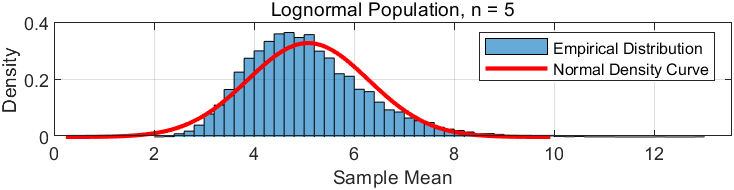 Lognormal Population, n = 5
0.4
0.2
0
Density
Empirical Distribution
Normal Density Curve
0 2 4 6 8 10 12
Sample Mean